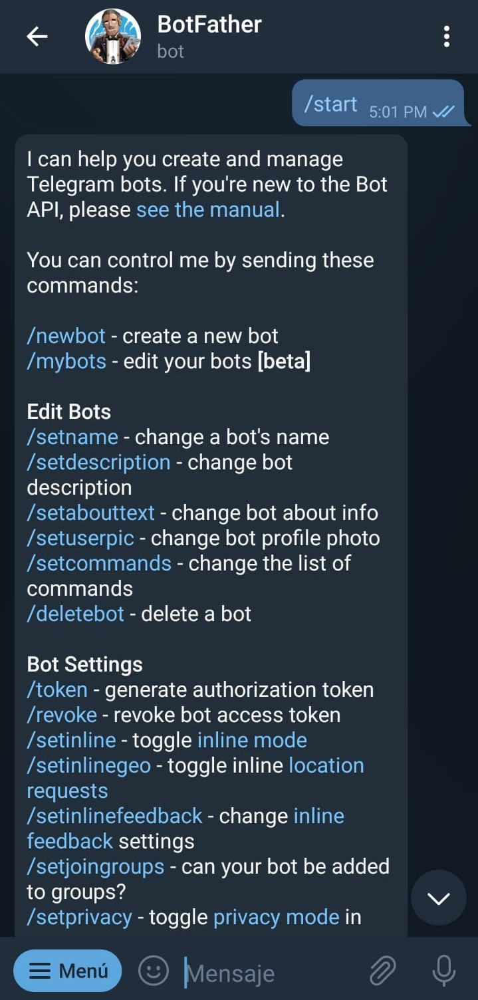 BotFather
bot
/start 5:01 PM
I can help you create and manage
Telegram bots. If you're new to the Bot
API, please see the manual.
You can control me by sending these
commands:
/newbot - create a new bot
/mybots - edit your bots [beta]
Edit Bots
/setname - change a bot's name
/setdescription - change bot
description
/setabouttext - change bot about info
/setuserpic - change bot profile photo
/setcommands - change the list of
commands
/deletebot - delete a bot
Bot Settings
/token - generate authorization token
/revoke - revoke bot access token
/setinline - toggle inline mode
/setinlinegeo - toggle inline location
requests
/setinlinefeedback - change inline
feedback settings
/setjoingroups - can your bot be added
to groups?
/setprivacy - toggle privacy mode in
Menú
Mensaje